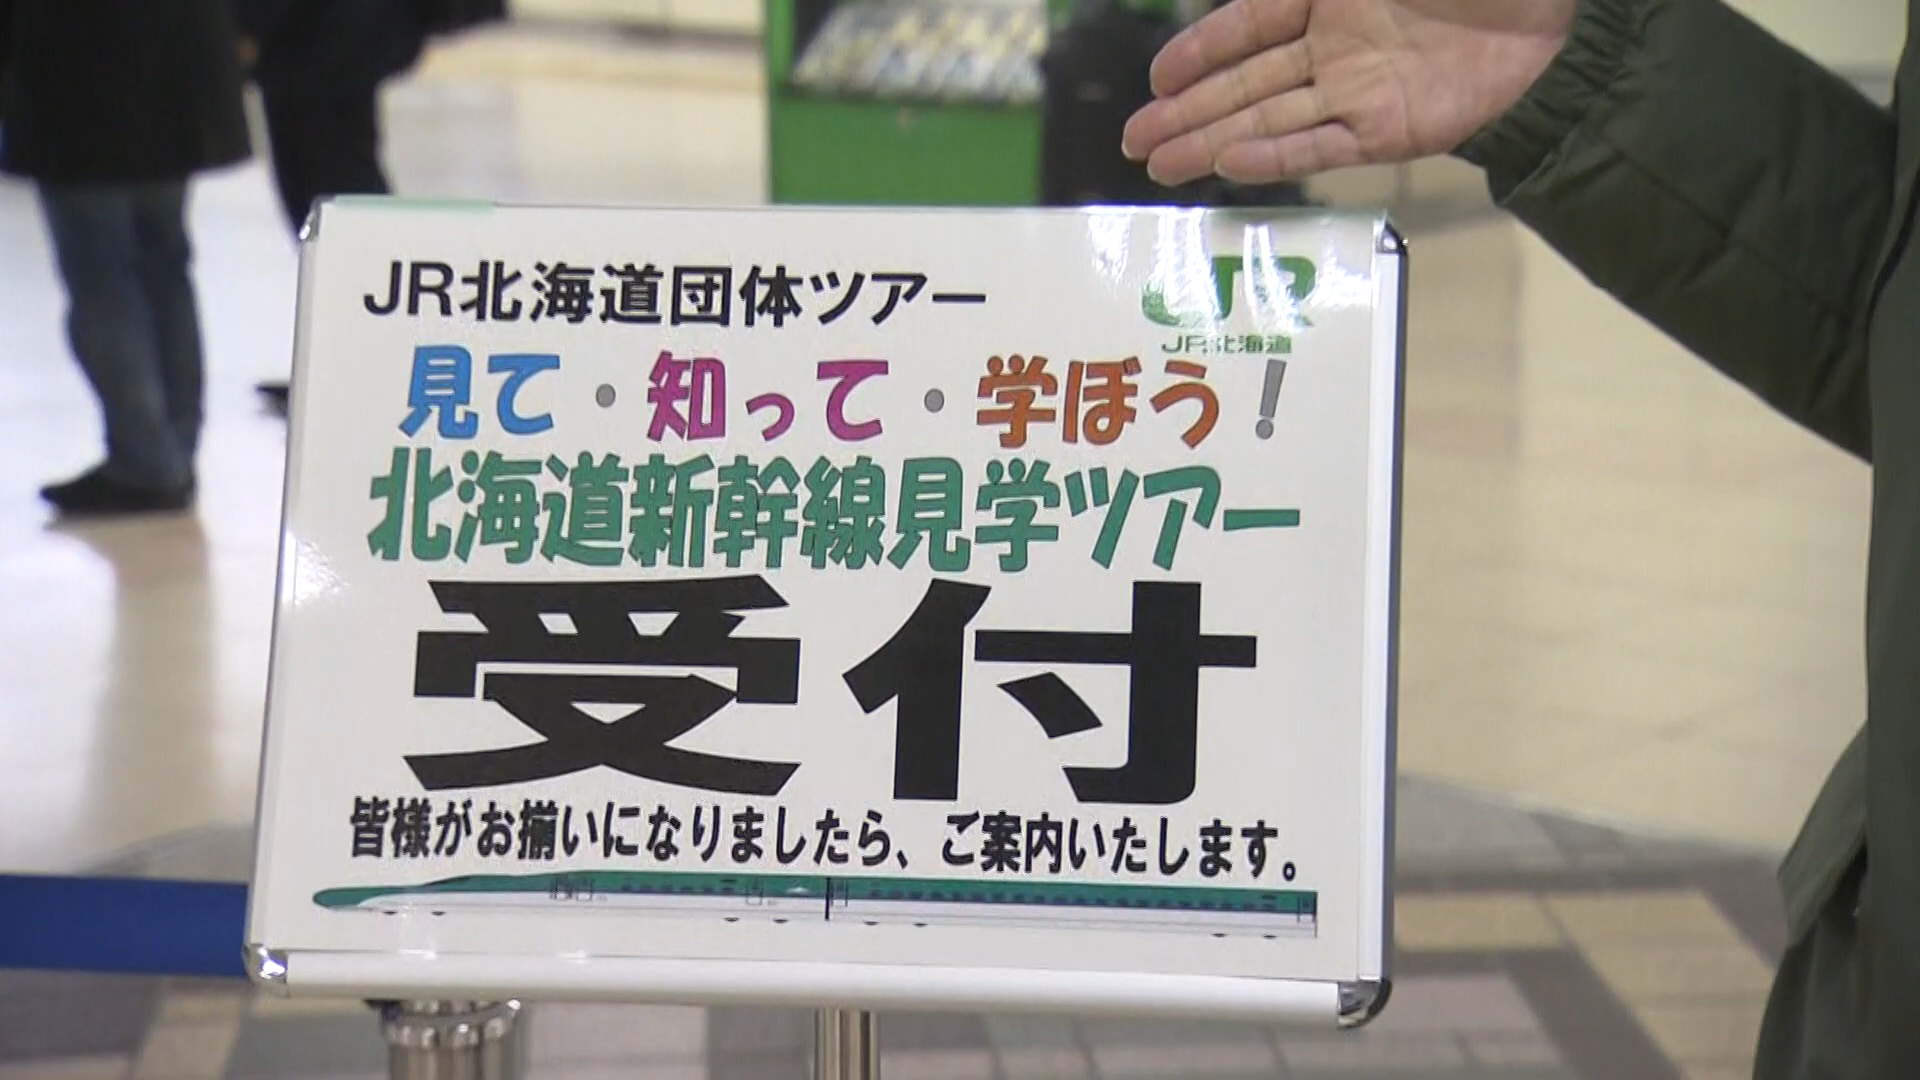 JR北海道団体ツアー
JR
JR北海道
見て・知って・学ぼう!
北海道新幹線見学ツアー
受付
皆様がお揃いになりましたら、ご案内いたします。